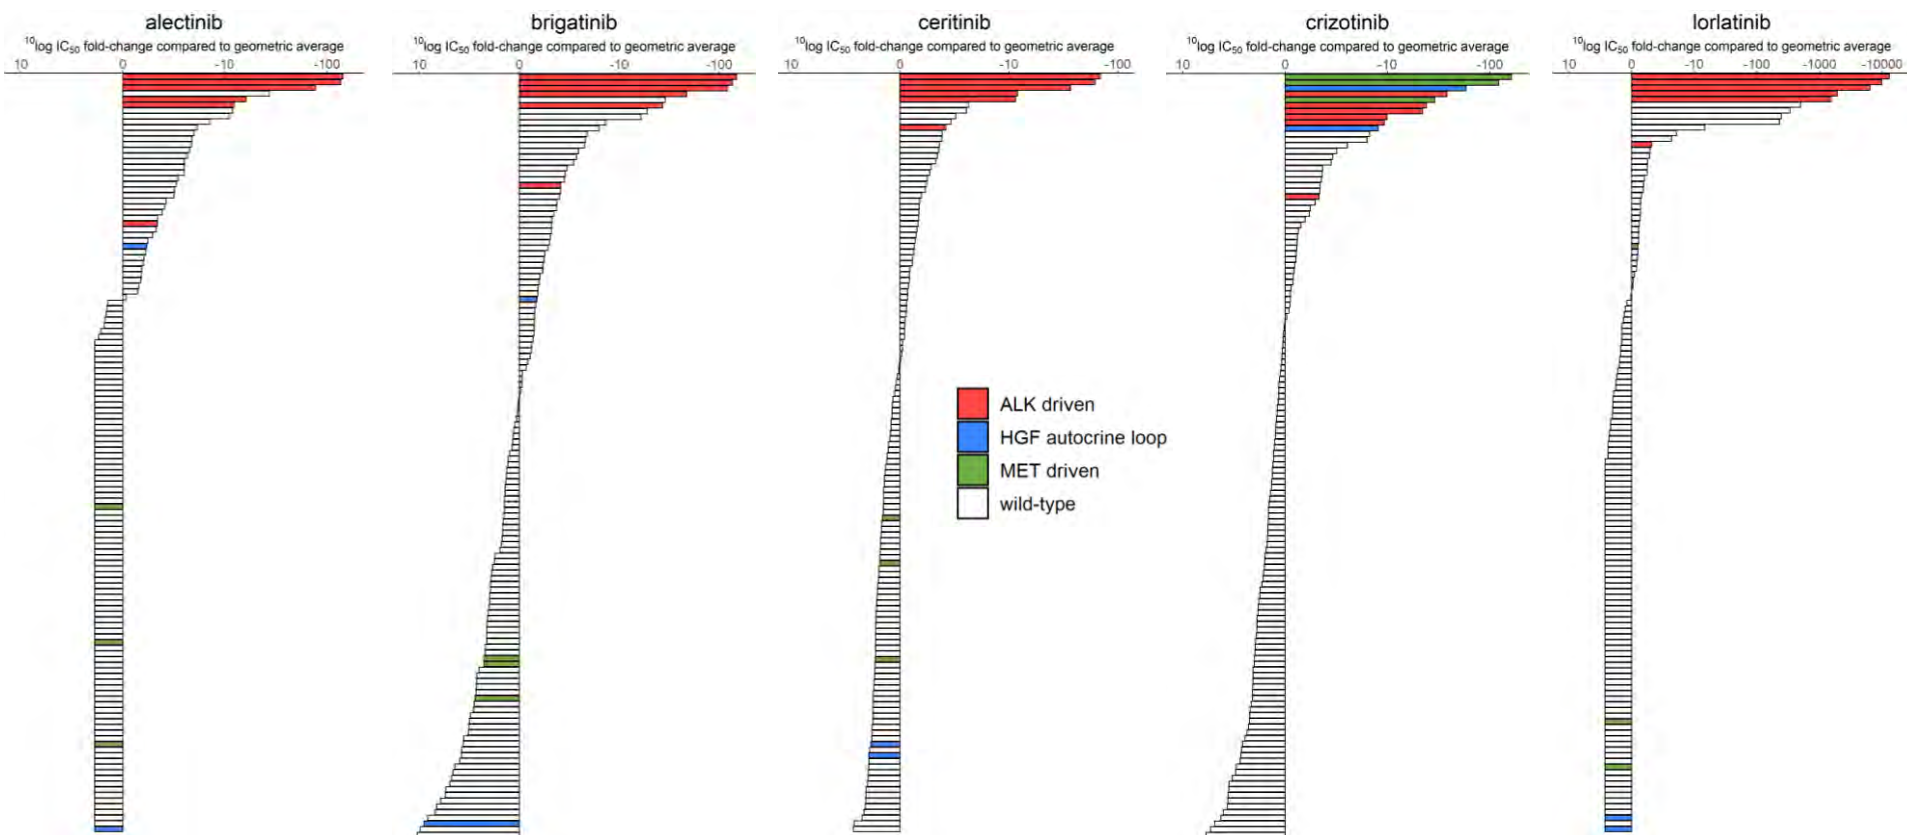 alectinib
¹⁰log IC₅₀ fold-change compared to geometric average
10 0 -10 -100
brigatinib
¹⁰log IC₅₀ fold-change compared to geometric average
10 0 -10 -100
ceritinib
¹⁰log IC₅₀ fold-change compared to geometric average
10 0 -10 -100
crizotinib
¹⁰log IC₅₀ fold-change compared to geometric average
10 0 -10 -100
lorlatinib
¹⁰log IC₅₀ fold-change compared to geometric average
10 0 -10 -100 -1000 -10000
ALK driven
HGF autocrine loop
MET driven
wild-type